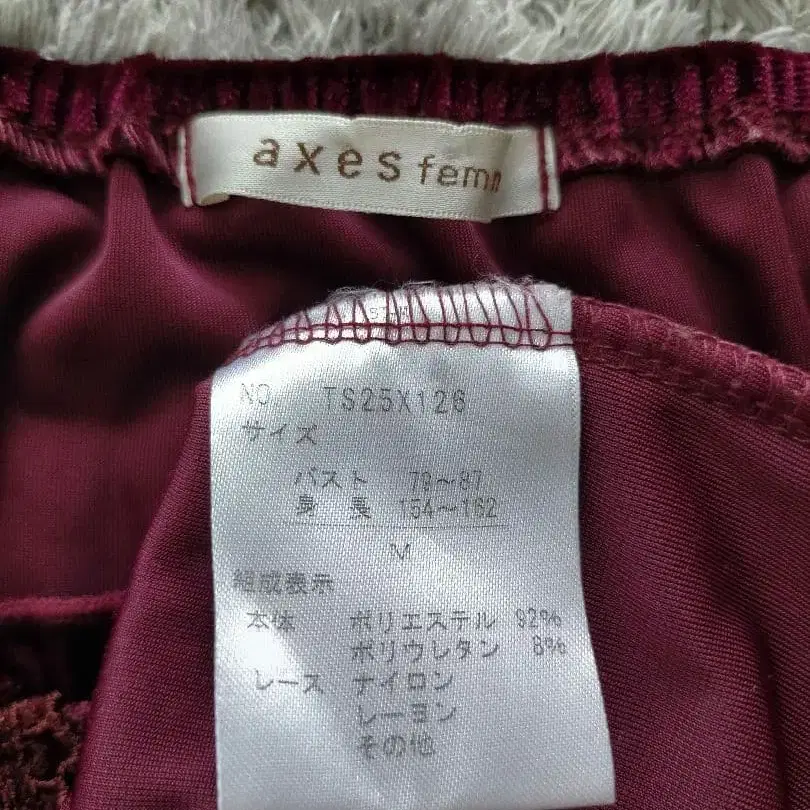 axes femm
NO TS25X126
サイズ
バスト 79～87
身長 154～162
M
組成表示
本体 ポリエステル 92%
ポリウレタン 8%
レース ナイロン
レーヨン
その他